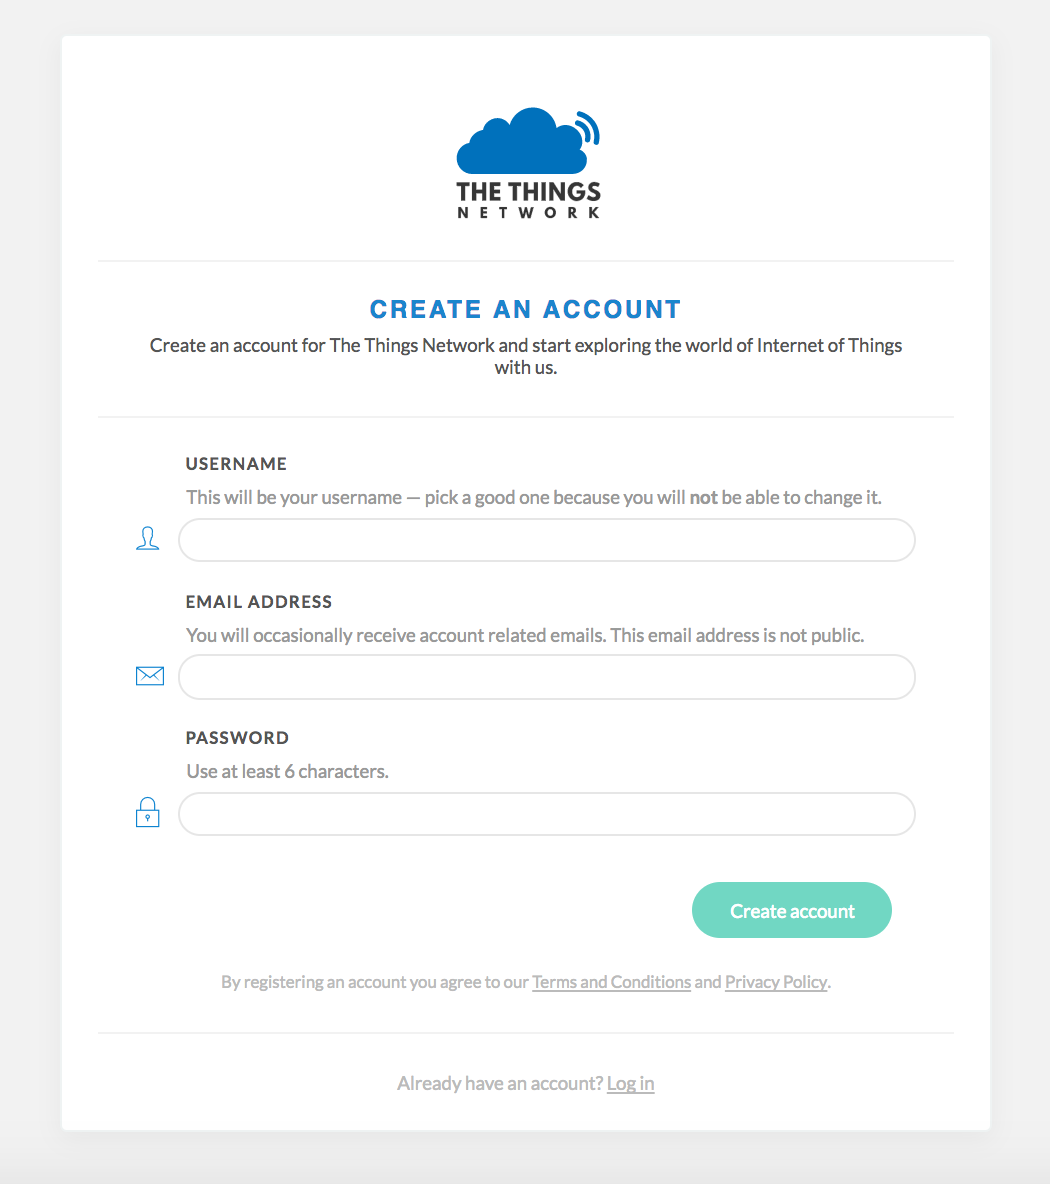 THE THINGS
NETWORK
CREATE AN ACCOUNT
Create an account for The Things Network and start exploring the world of Internet of Things
with us.
USERNAME
This will be your username — pick a good one because you will not be able to change it.
EMAIL ADDRESS
You will occasionally receive account related emails. This email address is not public.
PASSWORD
Use at least 6 characters.
Create account
By registering an account you agree to our Terms and Conditions and Privacy Policy.
Already have an account? Log in